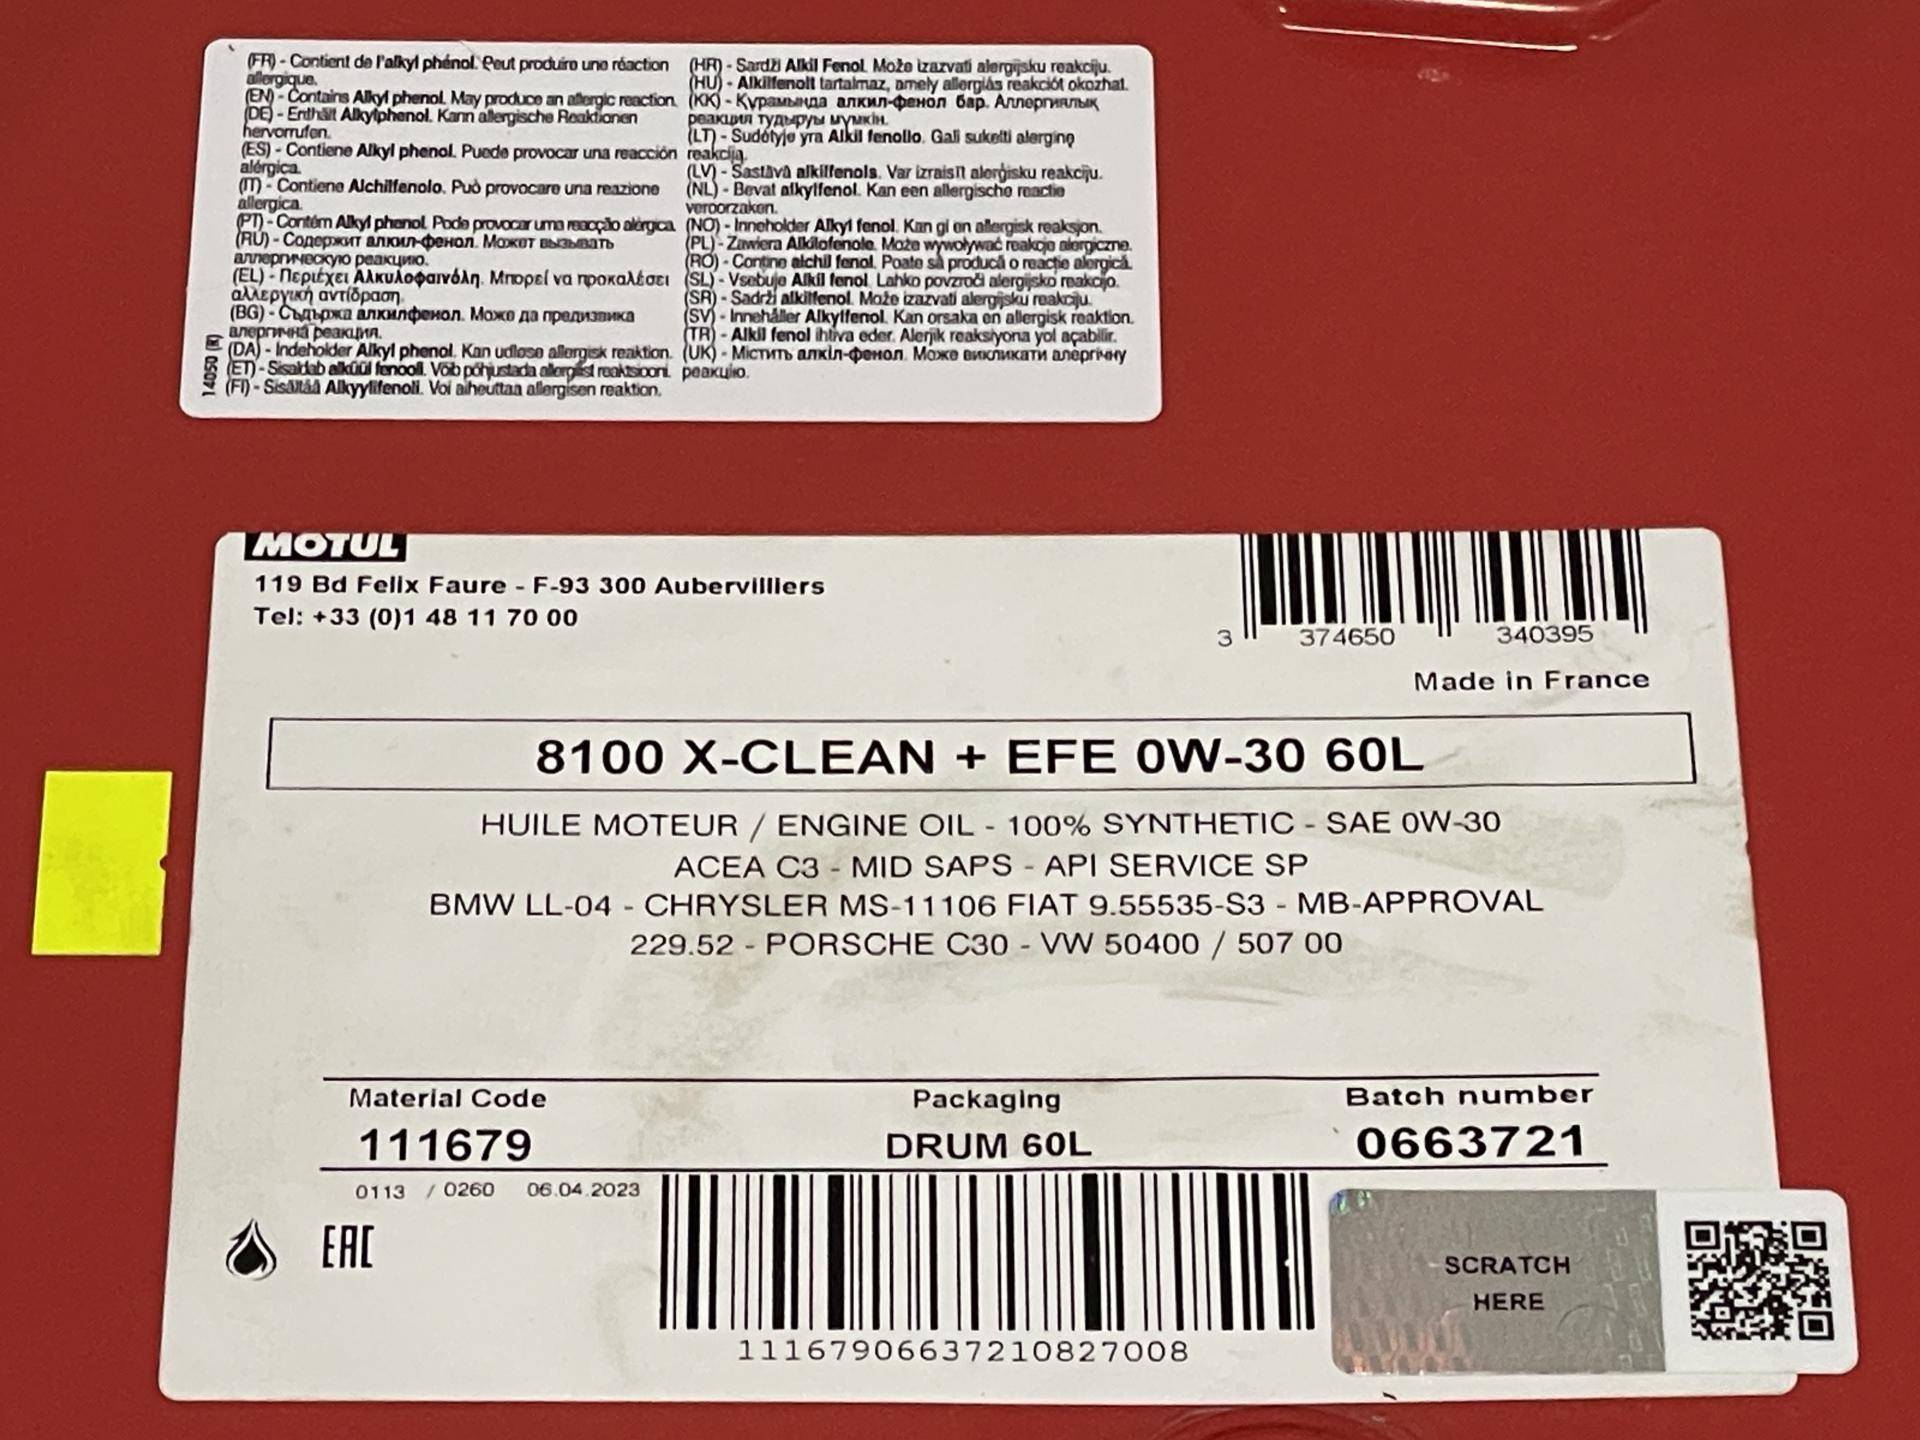 (FR) - Contient de l'alkyl phénol. Peut produire une réaction
allergique.
(EN) - Contains Alkyl phenol. May produce an allergic reaction.
(DE) - Enthält Alkylphenol. Kann allergische Reaktionen
hervorrufen.
(ES) - Contiene Alkyl phenol. Puede provocar una reacción
alérgica.
(IT) - Contiene Alchilfenolo. Può provocare una reazione
allergica.
(PT) - Contém Alkyl phenol. Pode provocar uma reacção alérgica.
(RU) - Содержит алкил-фенол. Может вызывать
аллергическую реакцию.
(EL) - Περιέχει Αλκυλοφαινόλη. Μπορεί να προκαλέσει
αλλεργική αντίδραση.
(BG) - Съдържа алкилфенол. Може да предизвика
алергична реакция.
(DA) - Indeholder Alkyl phenol. Kan udløse allergisk reaktion.
(ET) - Sisaldab alküül fenooli. Võib põhjustada allergilist reaktsiooni.
(FI) - Sisältää Alkyylifenoli. Voi aiheuttaa allergisen reaktion.
14050 (K)
(HR) - Sardži Alkil Fenol. Može izazvati alergijsku reakciju.
(HU) - Alkilfenolt tartalmaz, amely allergiás reakciót okozhat.
(KK) - Құрамында алкил-фенол бар. Аллергиялық
реакция тудыруы мүмкін.
(LT) - Sudėtyje yra Alkil fenolio. Gali sukelti alerginę
reakciją.
(LV) - Sastāvā alkilfenols. Var izraisīt alerģisku reakciju.
(NL) - Bevat alkylfenol. Kan een allergische reactie
veroorzaken.
(NO) - Inneholder Alkyl fenol. Kan gi en allergisk reaksjon.
(PL) - Zawiera Alkilofenole. Może wywoływać reakcje alergiczne.
(RO) - Conține alchil fenol. Poate să producă o reacție alergică.
(SL) - Vsebuje Alkil fenol. Lahko povzroči alergijsko reakcijo.
(SR) - Sadrži alkilfenol. Može izazvati alergijsku reakciju.
(SV) - Innehåller Alkylfenol. Kan orsaka en allergisk reaktion.
(TR) - Alkil fenol ihtiva eder. Alerjik reaksiyona yol açabilir.
(UK) - Містить алкіл-фенол. Може викликати алергічну
реакцію.
MOTUL
119 Bd Felix Faure - F-93 300 Aubervilliers
Tel: +33 (0)1 48 11 70 00
3 374650 340395
Made in France
8100 X-CLEAN + EFE 0W-30 60L
HUILE MOTEUR / ENGINE OIL - 100% SYNTHETIC - SAE 0W-30
ACEA C3 - MID SAPS - API SERVICE SP
BMW LL-04 - CHRYSLER MS-11106 FIAT 9.55535-S3 - MB-APPROVAL
229.52 - PORSCHE C30 - VW 50400 / 507 00
Material Code Packaging Batch number
111679 DRUM 60L 0663721
0113 / 0260 06.04.2023
EAC
11167906637210827008
SCRATCH
HERE